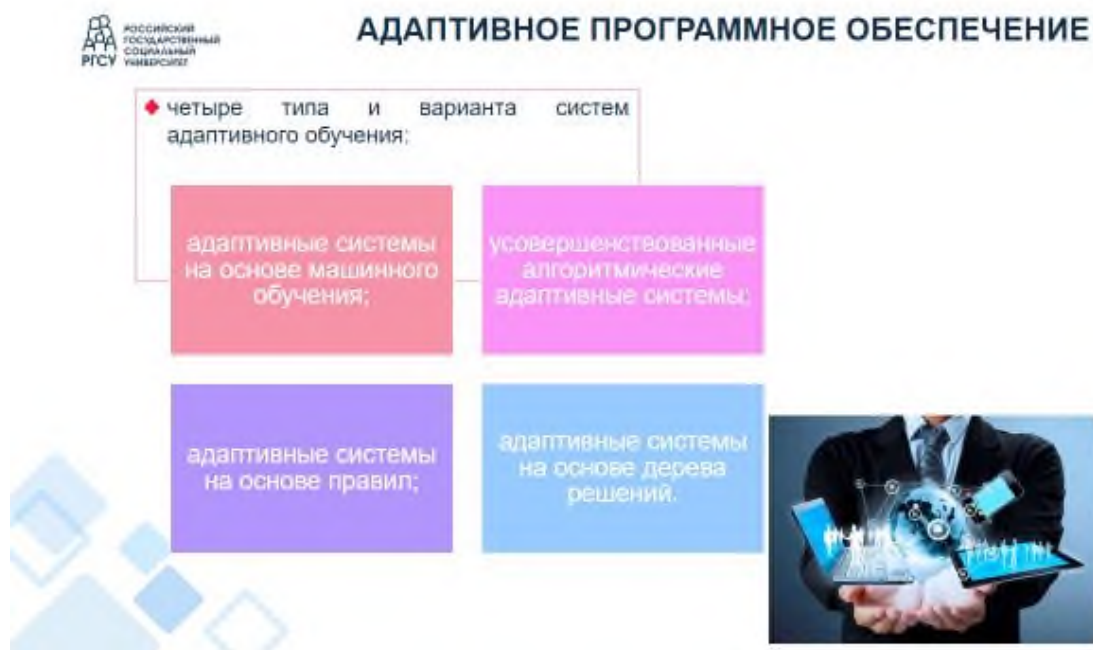 РОССИЙСКИЙ
ГОСУДАРСТВЕННЫЙ
СОЦИАЛЬНЫЙ
УНИВЕРСИТЕТ
РГСУ
АДАПТИВНОЕ ПРОГРАММНОЕ ОБЕСПЕЧЕНИЕ
четыре типа и варианта систем
адаптивного обучения:
адаптивные системы
на основе машинного
обучения;
усовершенствованные
алгоритмические
адаптивные системы;
адаптивные системы
на основе правил;
адаптивные системы
на основе дерева
решений.